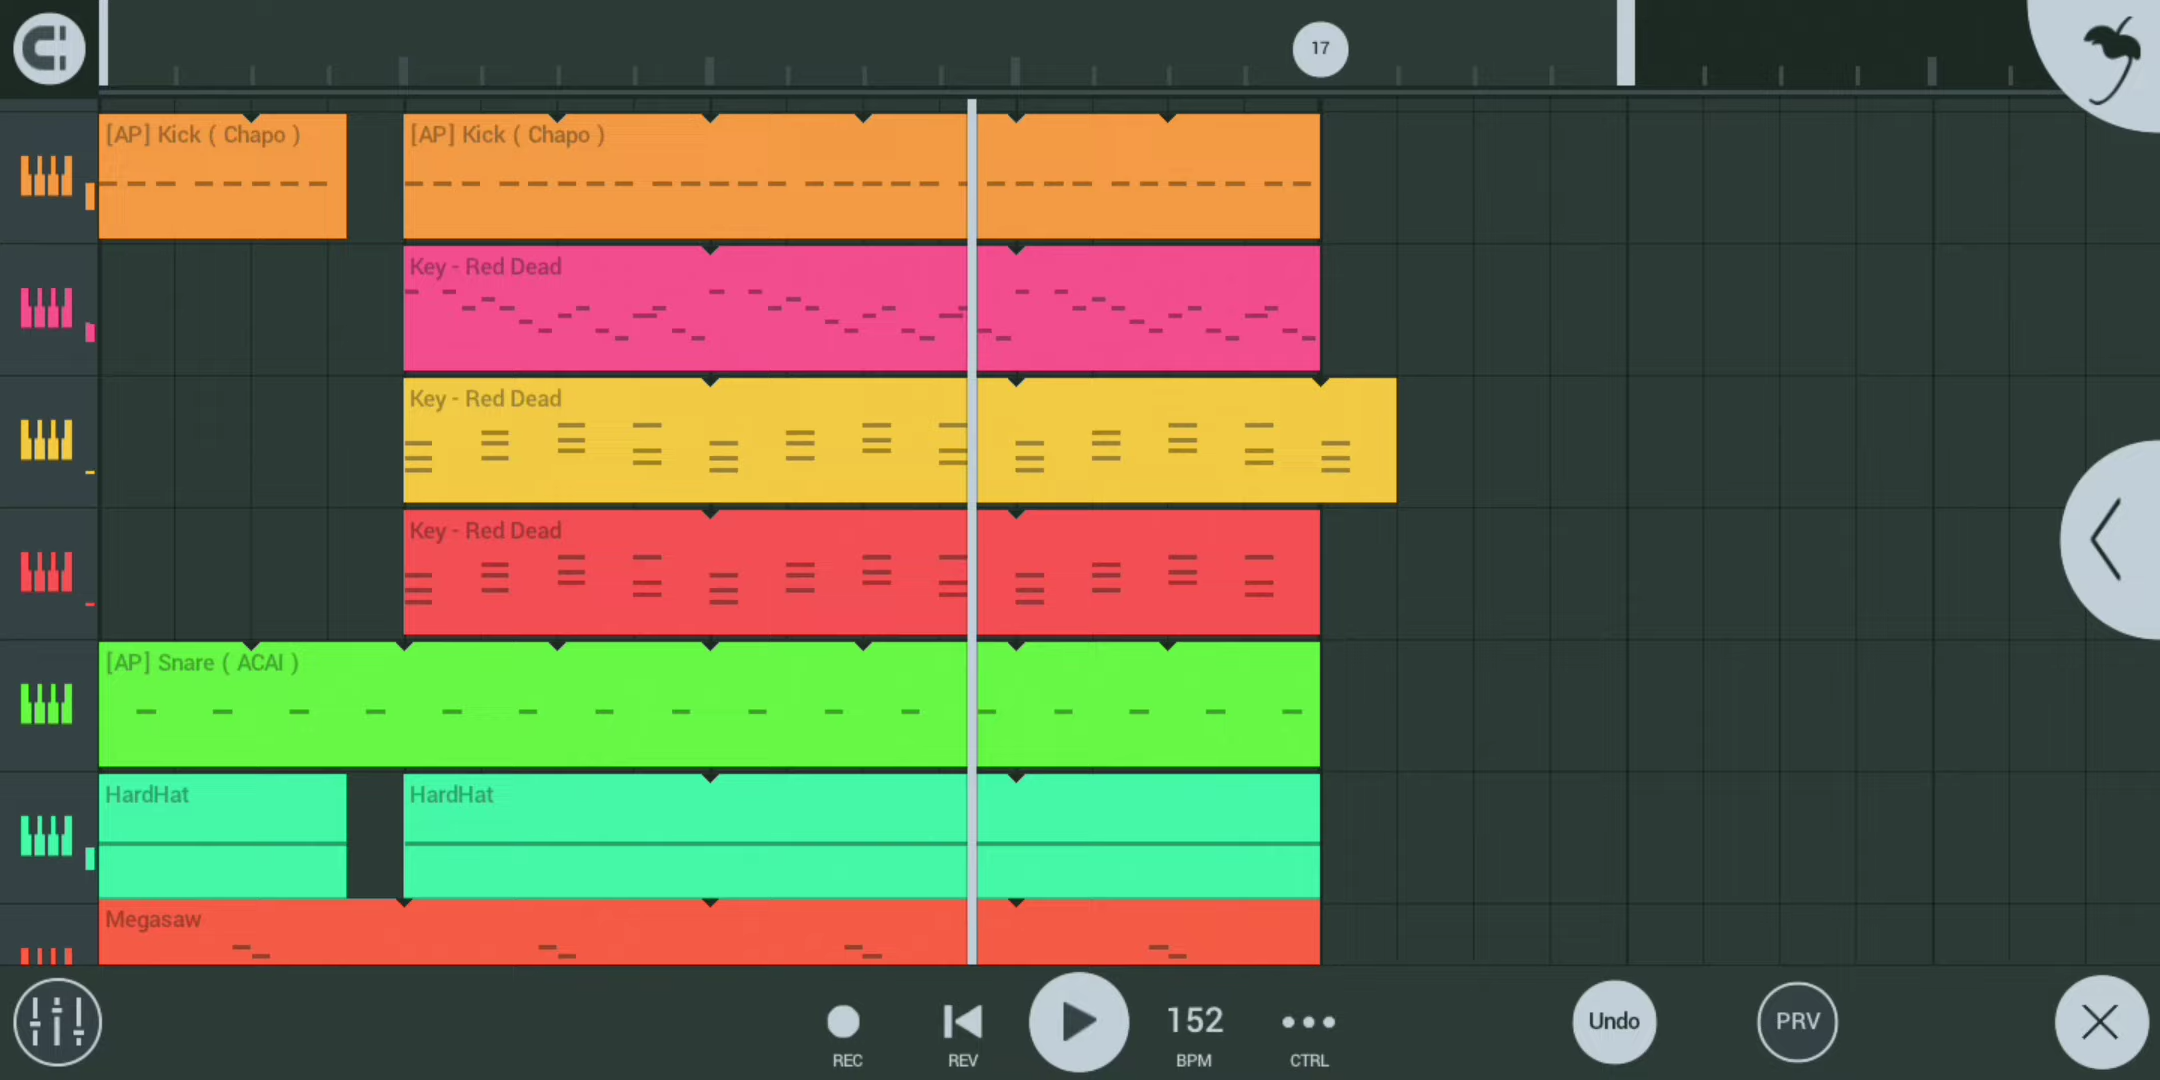 17
[AP] Kick ( Chapo ) [AP] Kick ( Chapo )
Key - Red Dead
Key - Red Dead
Key - Red Dead
[AP] Snare ( ACAI )
HardHat HardHat
Megasaw
152 Undo PRV
REC REV BPM CTRL